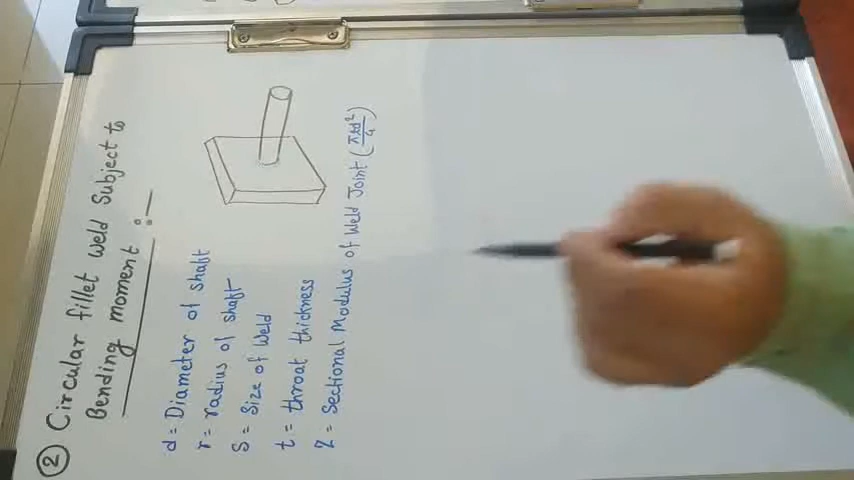 ② Circular fillet weld subject to
Bending moment :-
d = Diameter of shaft
r = radius of shaft
S = Size of Weld
t = throat thickness
Z = Sectional Modulus of Weld Joint (πtd²/4)